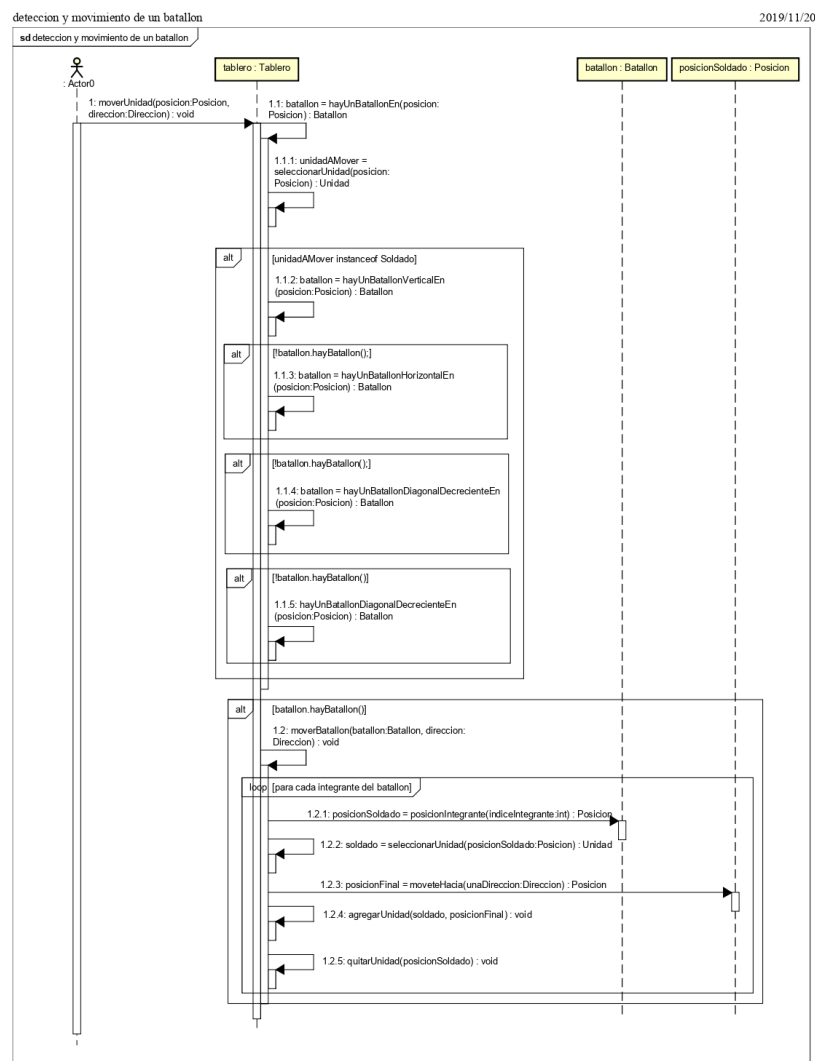 deteccion y movimiento de un batallon
2019/11/20
sd deteccion y movimiento de un batallon
: Actor0
tablero : Tablero
batallon : Batallon
posicionSoldado : Posicion
1: moverUnidad(posicion:Posicion,
direccion:Direccion) : void
1.1: batallon = hayUnBatallonEn(posicion:
Posicion) : Batallon
1.1.1: unidadAMover =
seleccionarUnidad(posicion:
Posicion) : Unidad
alt
[unidadAMover instanceof Soldado]
1.1.2: batallon = hayUnBatallonVerticalEn
(posicion:Posicion) : Batallon
alt
[!batallon.hayBatallon();]
1.1.3: batallon = hayUnBatallonHorizontalEn
(posicion:Posicion) : Batallon
alt
[!batallon.hayBatallon();]
1.1.4: batallon = hayUnBatallonDiagonalDecrecienteEn
(posicion:Posicion) : Batallon
alt
[!batallon.hayBatallon()]
1.1.5: hayUnBatallonDiagonalDecrecienteEn
(posicion:Posicion) : Batallon
alt
[batallon.hayBatallon()]
1.2: moverBatallon(batallon:Batallon, direccion:
Direccion) : void
loop [para cada integrante del batallon]
1.2.1: posicionSoldado = posicionIntegrante(indiceIntegrante:int) : Posicion
1.2.2: soldado = seleccionarUnidad(posicionSoldado:Posicion) : Unidad
1.2.3: posicionFinal = moveteHacia(unaDireccion:Direccion) : Posicion
1.2.4: agregarUnidad(soldado, posicionFinal) : void
1.2.5: quitarUnidad(posicionSoldado) : void